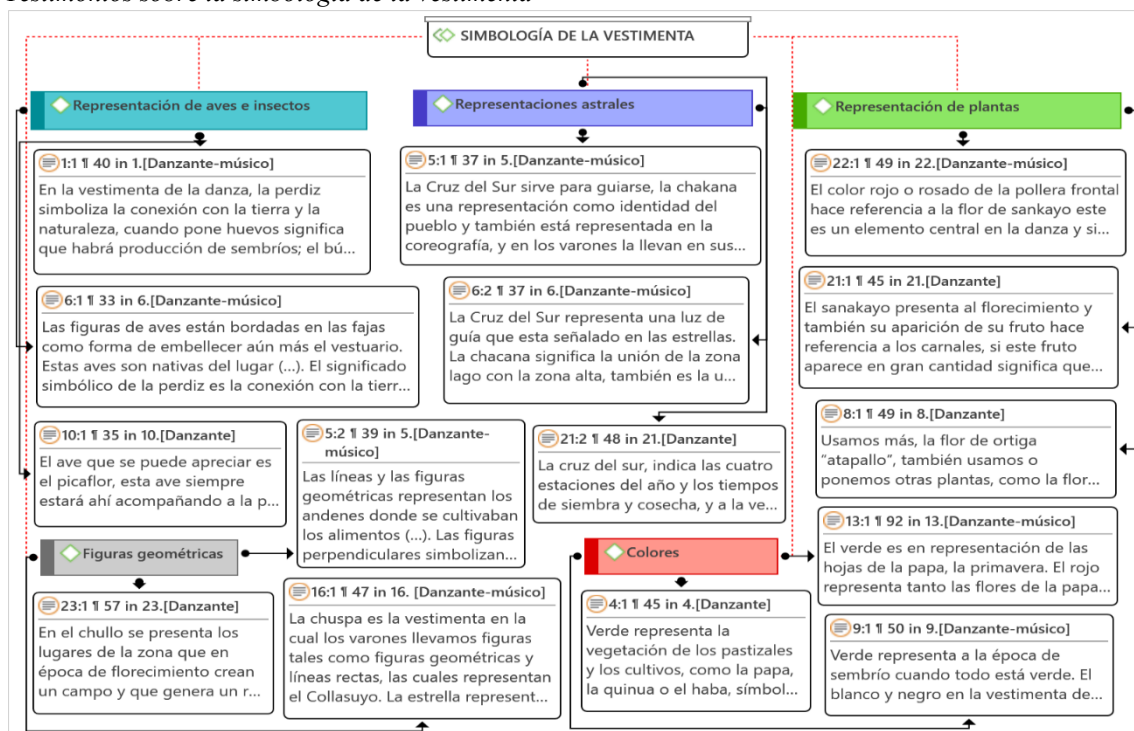 Testimonios sobre la simbología de la vestimenta
SIMBOLOGÍA DE LA VESTIMENTA
Representación de aves e insectos
1:1 ¶ 40 in 1.[Danzante-músico]
En la vestimenta de la danza, la perdiz
simboliza la conexión con la tierra y la
naturaleza, cuando pone huevos significa
que habrá producción de sembríos; el bú...
6:1 ¶ 33 in 6.[Danzante-músico]
Las figuras de aves están bordadas en las fajas
como forma de embellecer aún más el vestuario.
Estas aves son nativas del lugar (...). El significado
simbólico de la perdiz es la conexión con la tierr...
10:1 ¶ 35 in 10.[Danzante]
El ave que se puede apreciar es
el picaflor, esta ave siempre
estará ahí acompañando a la p...
Representaciones astrales
5:1 ¶ 37 in 5.[Danzante-músico]
La Cruz del Sur sirve para guiarse, la chakana
es una representación como identidad del
pueblo y también está representada en la
coreografía, y en los varones la llevan en sus...
6:2 ¶ 37 in 6.[Danzante-músico]
La Cruz del Sur representa una luz de
guía que esta señalado en las estrellas.
La chacana significa la unión de la zona
lago con la zona alta, también es la u...
21:2 ¶ 48 in 21.[Danzante]
La cruz del sur, indica las cuatro
estaciones del año y los tiempos
de siembra y cosecha, y a la ve...
Representación de plantas
22:1 ¶ 49 in 22.[Danzante-músico]
El color rojo o rosado de la pollera frontal
hace referencia a la flor de sankayo este
es un elemento central en la danza y si...
21:1 ¶ 45 in 21.[Danzante]
El sanakayo presenta al florecimiento y
también su aparición de su fruto hace
referencia a los carnales, si este fruto
aparece en gran cantidad significa que...
8:1 ¶ 49 in 8.[Danzante]
Usamos más, la flor de ortiga
“atapallo”, también usamos o
ponemos otras plantas, como la flor...
Figuras geométricas
5:2 ¶ 39 in 5.[Danzante-
músico]
Las líneas y las figuras
geométricas representan los
andenes donde se cultivaban
los alimentos (...). Las figuras
perpendiculares simbolizan...
23:1 ¶ 57 in 23.[Danzante]
En el chullo se presenta los
lugares de la zona que en
época de florecimiento crean
un campo y que genera un r...
16:1 ¶ 47 in 16. [Danzante-músico]
La chuspa es la vestimenta en la
cual los varones llevamos figuras
tales como figuras geométricas y
líneas rectas, las cuales representan
el Collasuyo. La estrella represent...
Colores
13:1 ¶ 92 in 13.[Danzante-músico]
El verde es en representación de las
hojas de la papa, la primavera. El rojo
representa tanto las flores de la papa...
4:1 ¶ 45 in 4.[Danzante]
Verde representa la
vegetación de los pastizales
y los cultivos, como la papa,
la quinua o el haba, símbol...
9:1 ¶ 50 in 9.[Danzante-músico]
Verde representa a la época de
sembrío cuando todo está verde. El
blanco y negro en la vestimenta de...